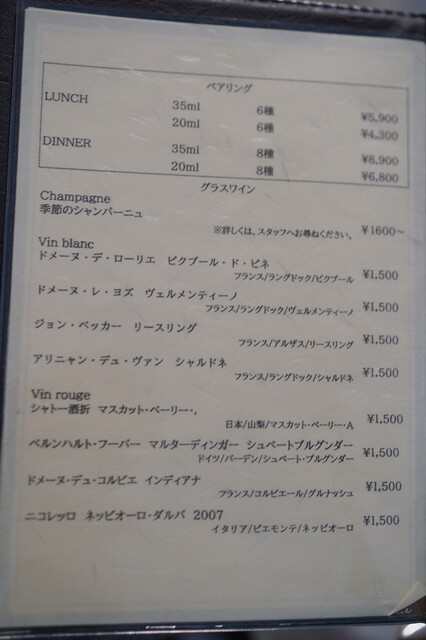 ペアリング
LUNCH
35ml 6種 ¥5,900
20ml 6種 ¥4,300
DINNER
35ml 8種 ¥8,900
20ml 8種 ¥6,800
グラスワイン
Champagne
季節のシャンパーニュ
※詳しくは、スタッフへお尋ねください。 ¥1600~
Vin blanc
ドメーヌ・デ・ローリエ ピクプール・ド・ピネ
フランス/ラングドック/ピクプール ¥1,500
ドメーヌ・レ・ヨズ ヴェルメンティーノ
フランス/ラングドック/ヴェルメンティーノ ¥1,500
ジョン・ベッカー リースリング
フランス/アルザス/リースリング ¥1,500
アリニャン・デュ・ヴァン シャルドネ
フランス/ラングドック/シャルドネ ¥1,500
Vin rouge
シャトー酒折 マスカット・ベーリー・.
日本/山梨/マスカット・ベーリー・A ¥1,500
ベルンハルト・フーバー マルターディンガー シュペートブルグンダー
ドイツ/バーデン/シュペート・ブルグンダー ¥1,500
ドメーヌ・デュ・コルビエ インディアナ
フランス/コルビエール/グルナッシュ ¥1,500
ニコレッロ ネッビオーロ・ダルバ 2007
イタリア/ピエモンテ/ネッビオーロ ¥1,500